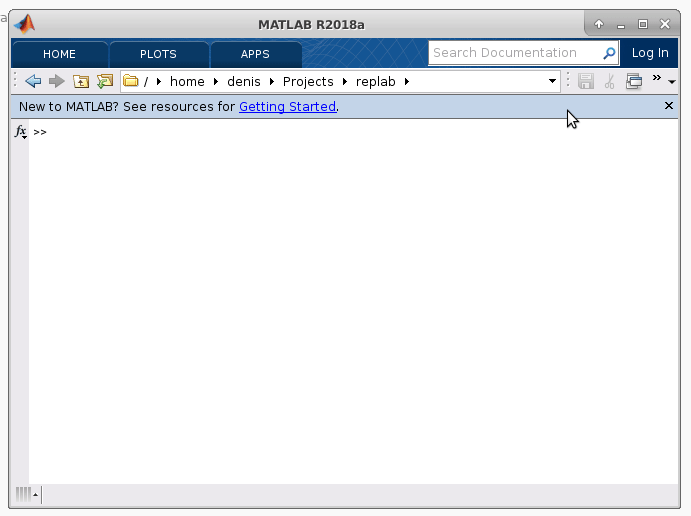 a
MATLAB R2018a
HOME PLOTS APPS Search Documentation Log In
/ home denis Projects replab
New to MATLAB? See resources for Getting Started.
fx >>